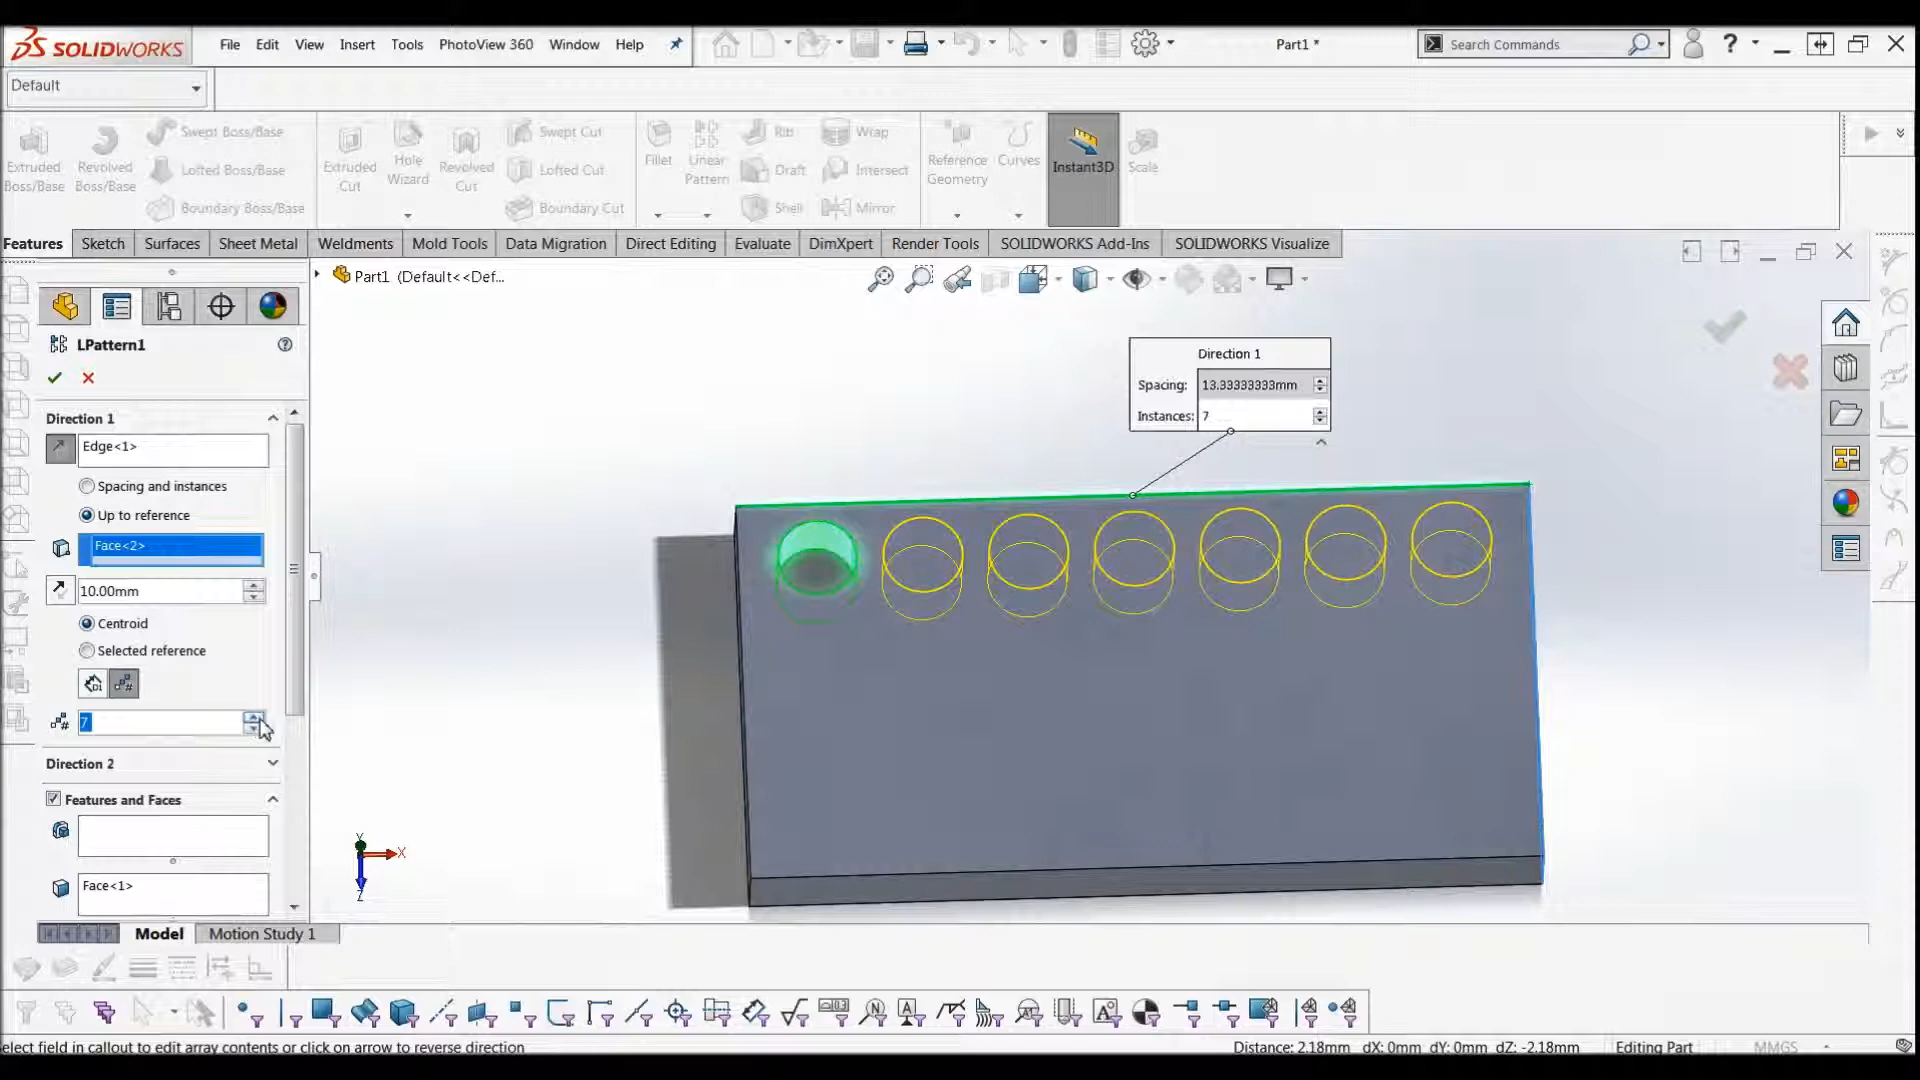 SOLIDWORKS File Edit View Insert Tools PhotoView 360 Window Help Part1 * Search Commands ?
Default
Extruded Boss/Base
Revolved Boss/Base
Swept Boss/Base
Lofted Boss/Base
Boundary Boss/Base
Extruded Cut
Hole Wizard
Revolved Cut
Swept Cut
Lofted Cut
Boundary Cut
Fillet
Linear Pattern
Rib
Draft
Shell
Wrap
Intersect
Mirror
Reference Geometry
Curves
Instant3D
Scale
Features Sketch Surfaces Sheet Metal Weldments Mold Tools Data Migration Direct Editing Evaluate DimXpert Render Tools SOLIDWORKS Add-Ins SOLIDWORKS Visualize
Part1 (Default<<Def...
LPattern1
Direction 1
Edge<1>
Spacing and instances
Up to reference
Face<2>
10.00mm
Centroid
Selected reference
7
Direction 2
Features and Faces
Face<1>
Direction 1
Spacing: 13.33333333mm
Instances: 7
Y
X
Z
Model Motion Study 1
Select field in callout to edit array contents or click on arrow to reverse direction Distance: 2.18mm dX: 0mm dY: 0mm dZ: -2.18mm Editing Part MMGS